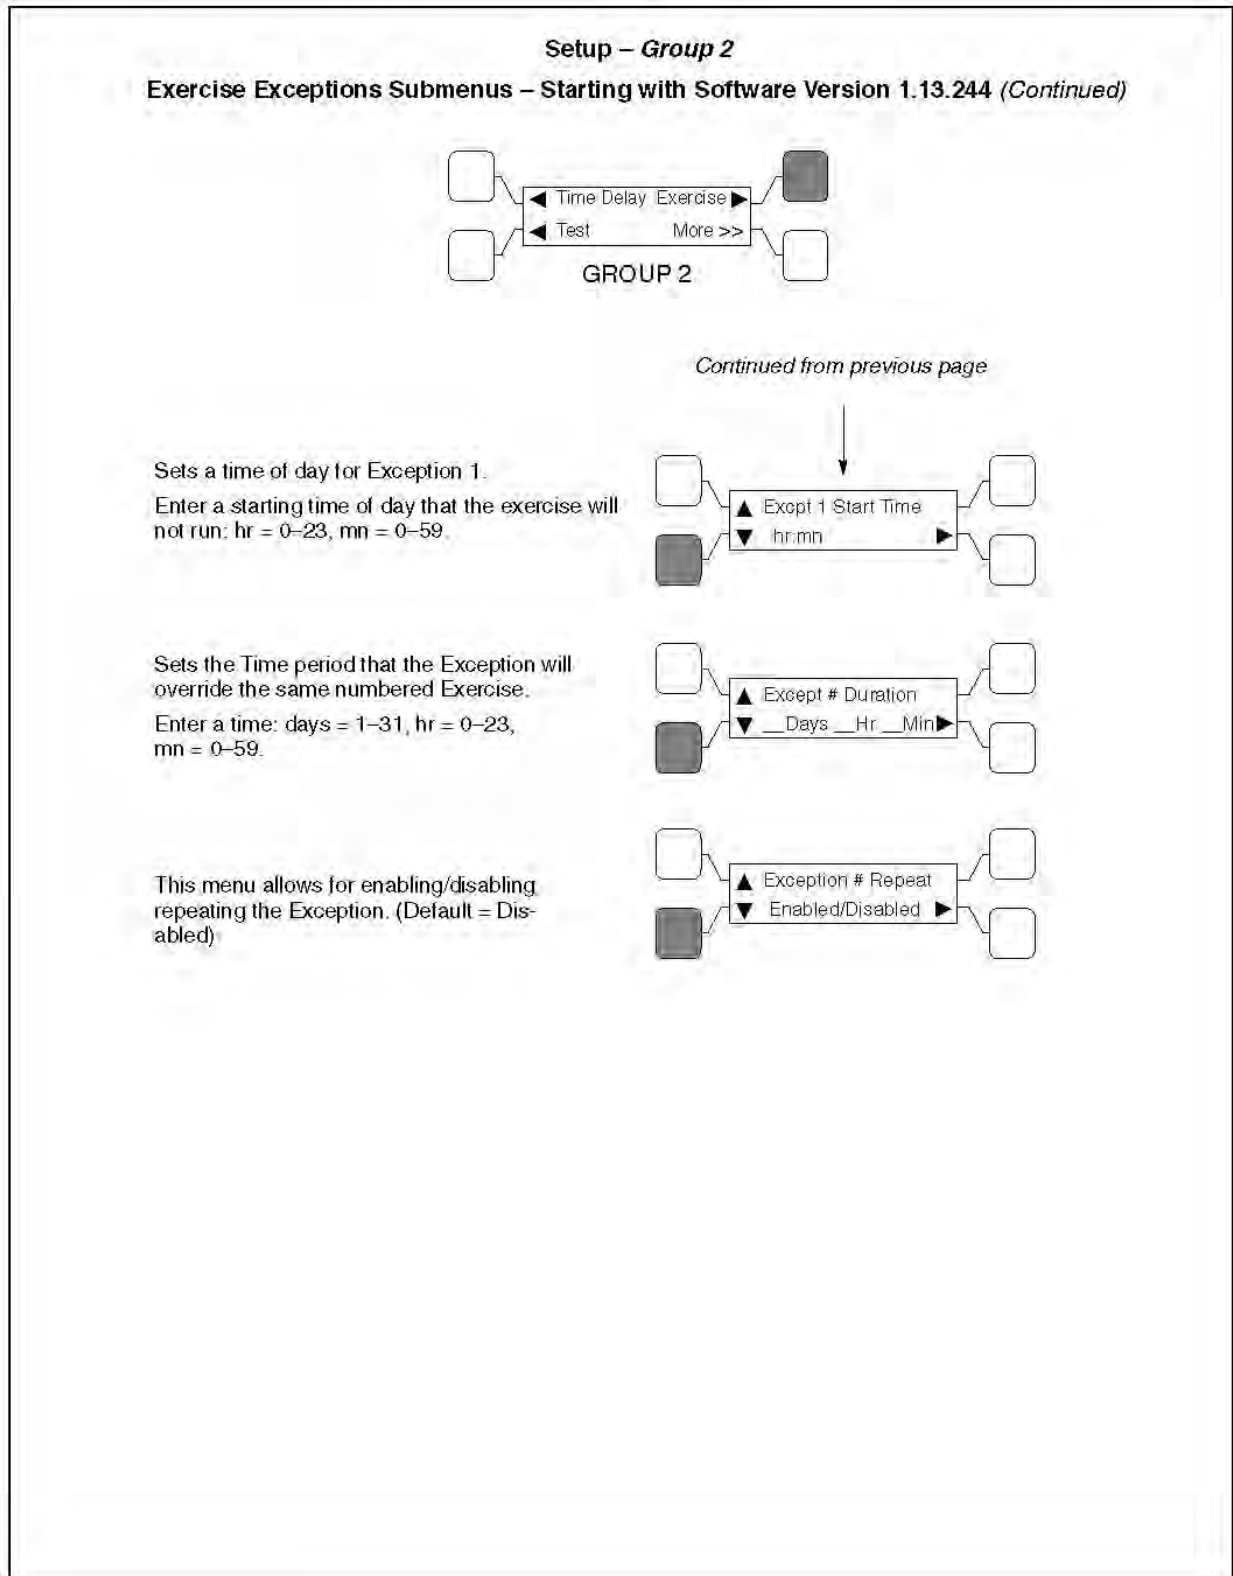 Setup – Group 2
Exercise Exceptions Submenus – Starting with Software Version 1.13.244 (Continued)
◀ Time Delay Exercise ▶
◀ Test More >>
GROUP 2
Continued from previous page
Sets a time of day for Exception 1.
Enter a starting time of day that the exercise will
not run: hr = 0–23, mn = 0–59.
▲ Excpt 1 Start Time
▼ hr:mn ▶
Sets the Time period that the Exception will
override the same numbered Exercise.
Enter a time: days = 1–31, hr = 0–23,
mn = 0–59.
▲ Except # Duration
▼ __Days __Hr __Min▶
This menu allows for enabling/disabling
repeating the Exception. (Default = Dis-
abled)
▲ Exception # Repeat
▼ Enabled/Disabled ▶